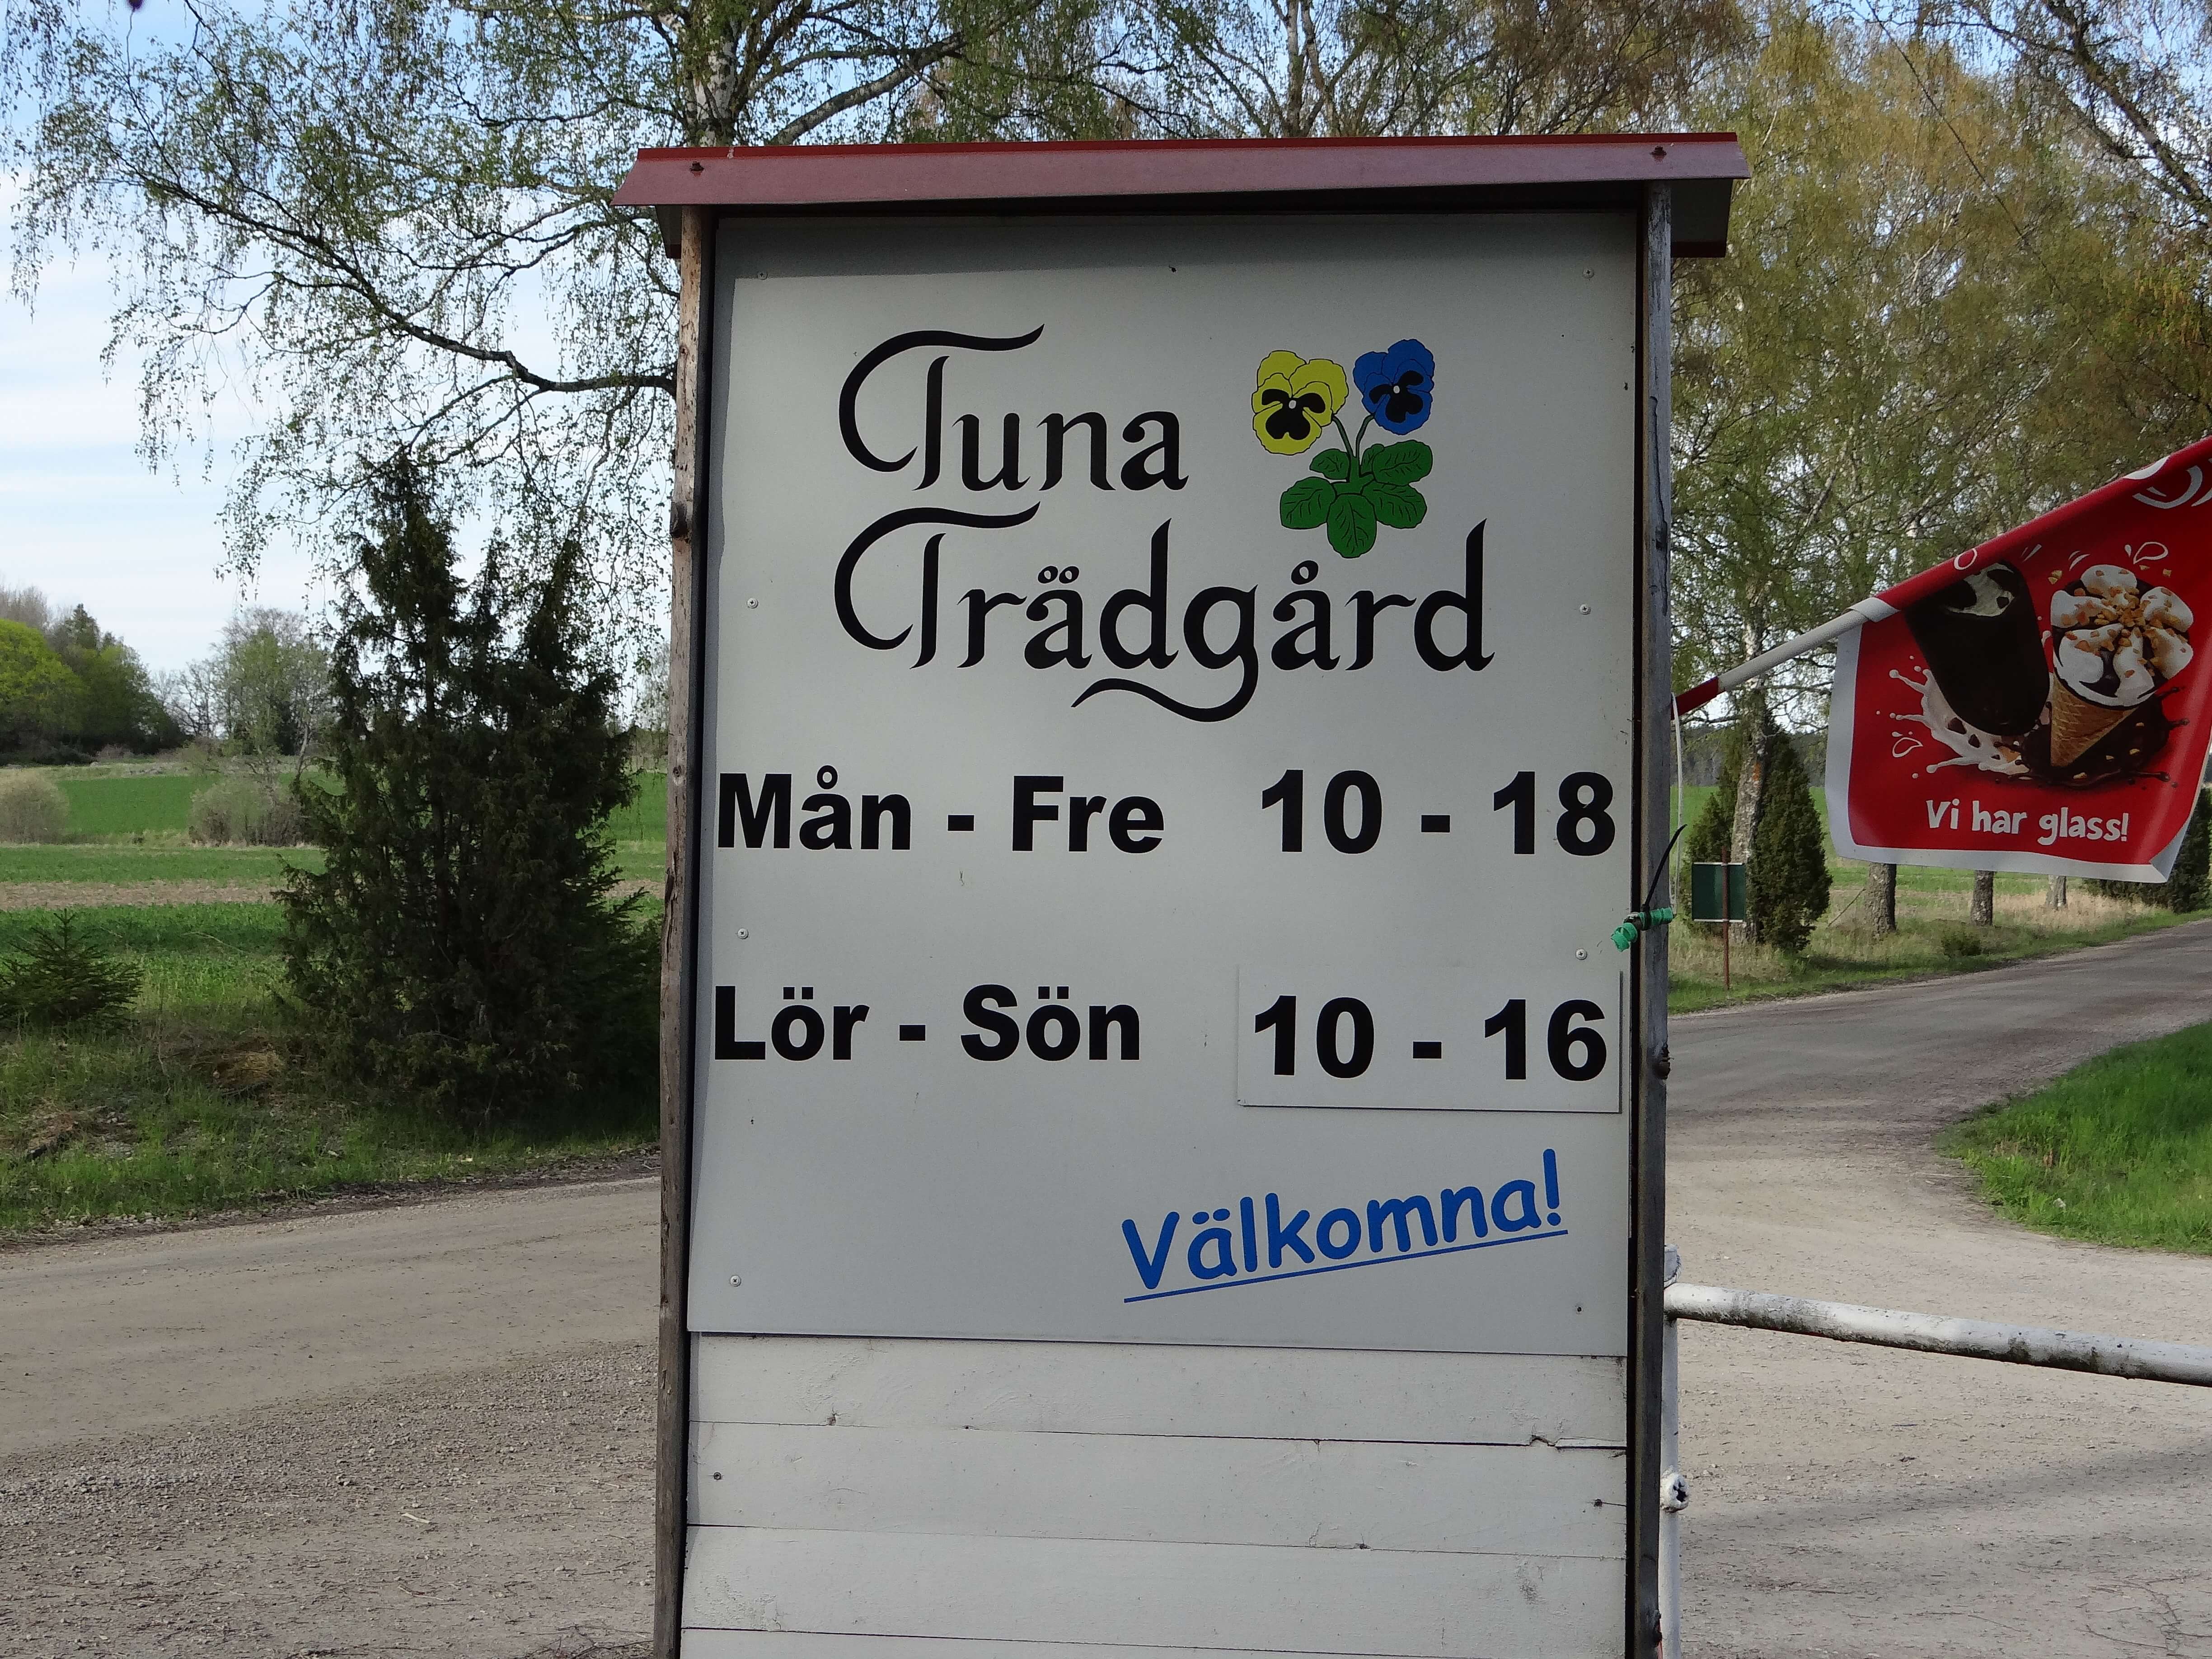 Tuna
Trädgård
Mån - Fre 10 - 18
Lör - Sön 10 - 16
Välkomna!
Vi har glass!